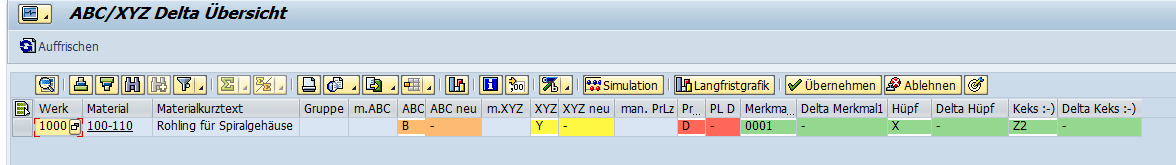 ABC/XYZ Delta Übersicht
Auffrischen
Simulation Langfristgrafik Übernehmen Ablehnen
Werk Material Materialkurztext Gruppe m.ABC ABC ABC neu m.XYZ XYZ XYZ neu man. PrLz Pr... PL D Merkma... Delta Merkmal1 Hüpf Delta Hüpf Keks :-) Delta Keks :-)
1000 100-110 Rohling für Spiralgehäuse B - Y - D - 0001 - X - Z2 -